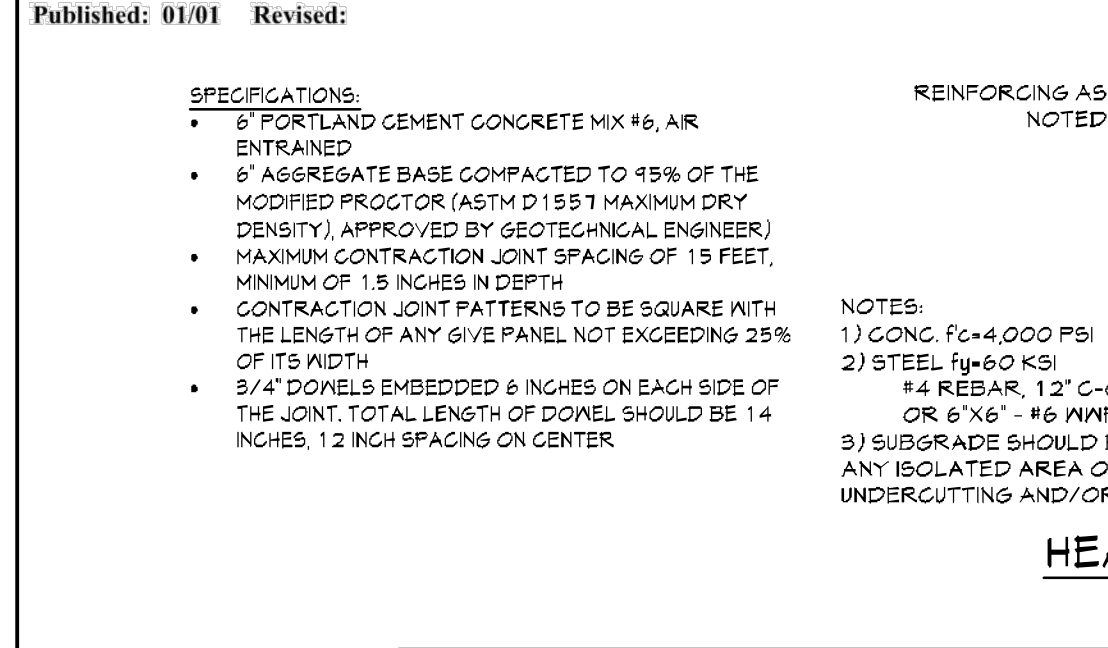 Published: 01/01 Revised:
SPECIFICATIONS:
• 6" PORTLAND CEMENT CONCRETE MIX #6, AIR
ENTRAINED
• 6" AGGREGATE BASE COMPACTED TO 95% OF THE
MODIFIED PROCTOR (ASTM D1557 MAXIMUM DRY
DENSITY), APPROVED BY GEOTECHNICAL ENGINEER)
• MAXIMUM CONTRACTION JOINT SPACING OF 15 FEET,
MINIMUM OF 1.5 INCHES IN DEPTH
• CONTRACTION JOINT PATTERNS TO BE SQUARE WITH
THE LENGTH OF ANY GIVE PANEL NOT EXCEEDING 25%
OF ITS WIDTH
• 3/4" DOWELS EMBEDDED 6 INCHES ON EACH SIDE OF
THE JOINT. TOTAL LENGTH OF DOWEL SHOULD BE 14
INCHES, 12 INCH SPACING ON CENTER
REINFORCING AS
NOTED
NOTES:
1) CONC. f'c=4,000 PSI
2) STEEL fy=60 KSI
#4 REBAR, 12" C-
OR 6"X6" - #6
3) SUBGRADE SHOULD
ANY ISOLATED AREA
UNDERCUTTING AND/OR